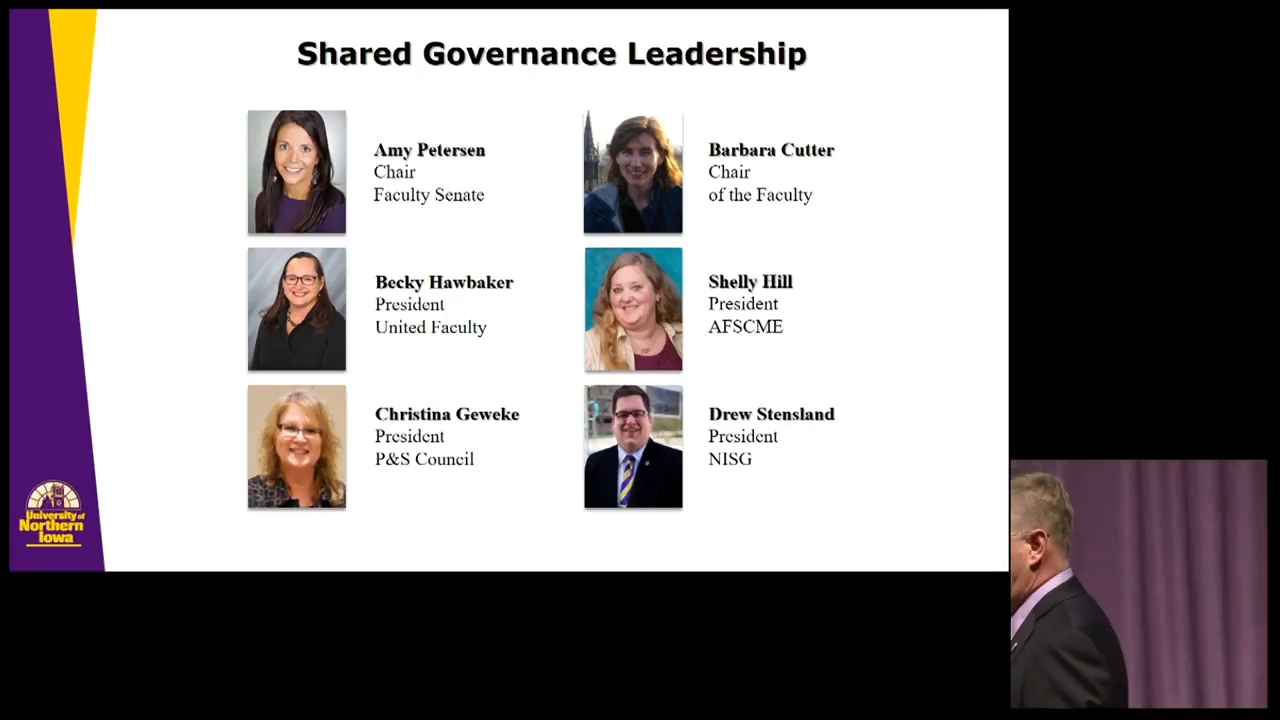 Shared Governance Leadership
Amy Petersen
Chair
Faculty Senate
Barbara Cutter
Chair
of the Faculty
Becky Hawbaker
President
United Faculty
Shelly Hill
President
AFSCME
Christina Geweke
President
P&S Council
Drew Stensland
President
NISG
University of
Northern
Iowa